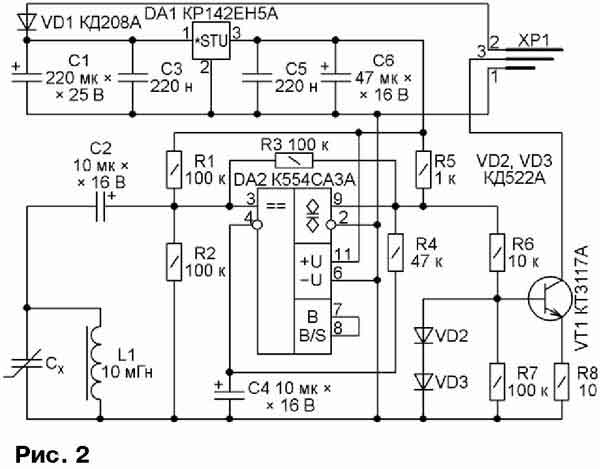 VD1 КД208А
DA1 КР142ЕН5А
1 *STU 3
2
XP1
2
3
1
C1
220 мк ×
× 25 В
C3
220 н
C5
220 н
C6
47 мк ×
× 16 В
C2
10 мк ×
× 16 В
R1
100 к
R3 100 к
DA2 К554СА3А
R5
1 к
VD2, VD3
КД522А
3 == 9
4 2
R2
100 к
+U 11
−U 6
B 7
B/S 8
R4
47 к
R6
10 к
VT1 КТ3117А
Cх
L1
10 мГн
C4 10 мк ×
× 16 В
VD2
VD3
R7
100 к
R8
10
Рис. 2